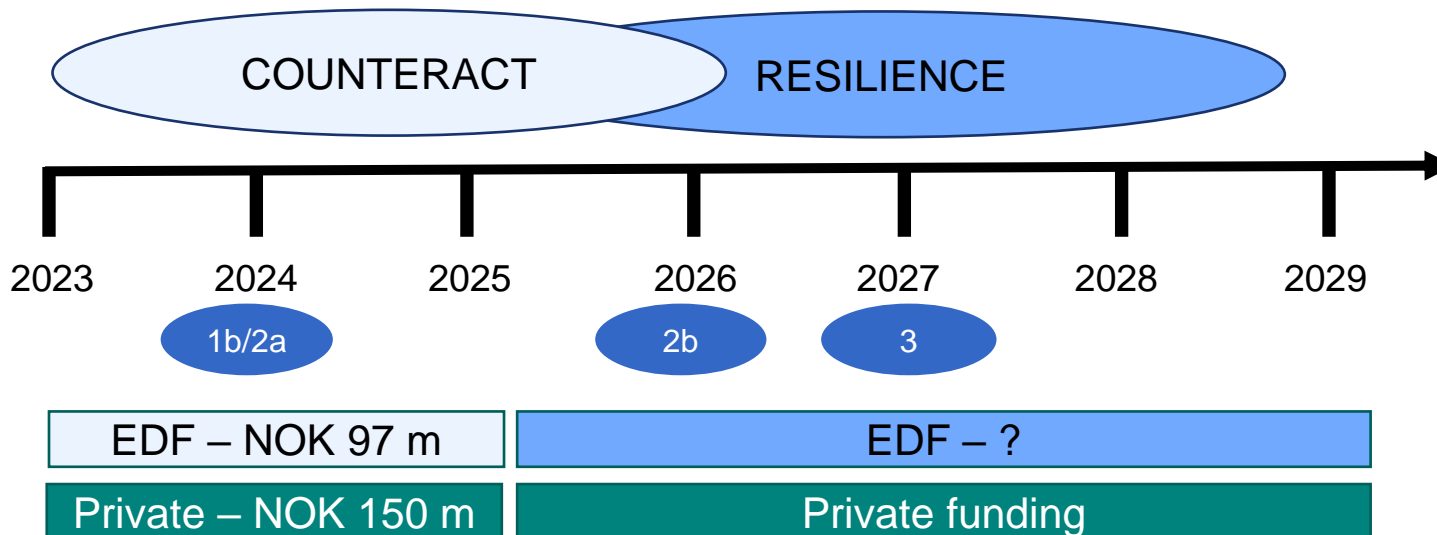 COUNTERACT RESILIENCE
2023 2024 2025 2026 2027 2028 2029
1b/2a 2b 3
EDF – NOK 97 m EDF – ?
Private – NOK 150 m Private funding